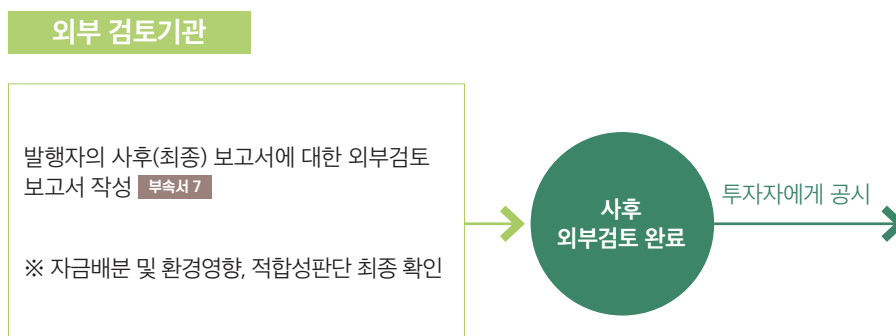 외부 검토기관
발행자의 사후(최종) 보고서에 대한 외부검토
보고서 작성 부속서 7
※ 자금배분 및 환경영향, 적합성판단 최종 확인
사후
외부검토 완료
투자자에게 공시